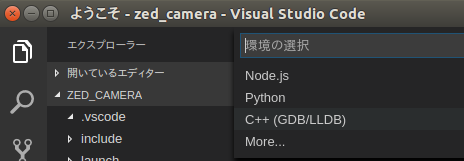 ようこそ - zed_camera - Visual Studio Code
エクスプローラー
開いているエディター
ZED_CAMERA
.vscode
include
launch
環境の選択
Node.js
Python
C++ (GDB/LLDB)
More...